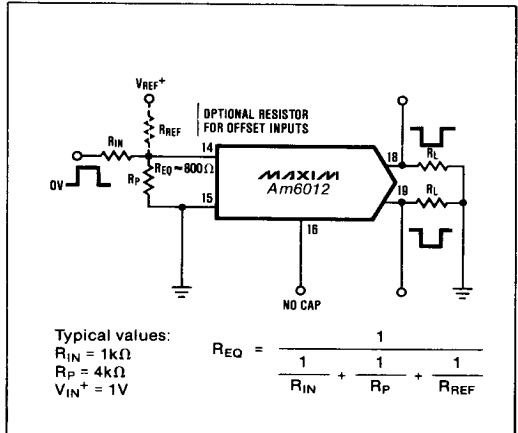 VREF+
RREF
OPTIONAL RESISTOR
FOR OFFSET INPUTS
RIN
14
REQ ≈ 800Ω
0V
RP
15
MAXIM
Am6012
16
18
RL
19
RL
NO CAP
Typical values:
RIN = 1kΩ
RP = 4kΩ
VIN+ = 1V
REQ = 1
1 + 1 + 1
RIN RP RREF